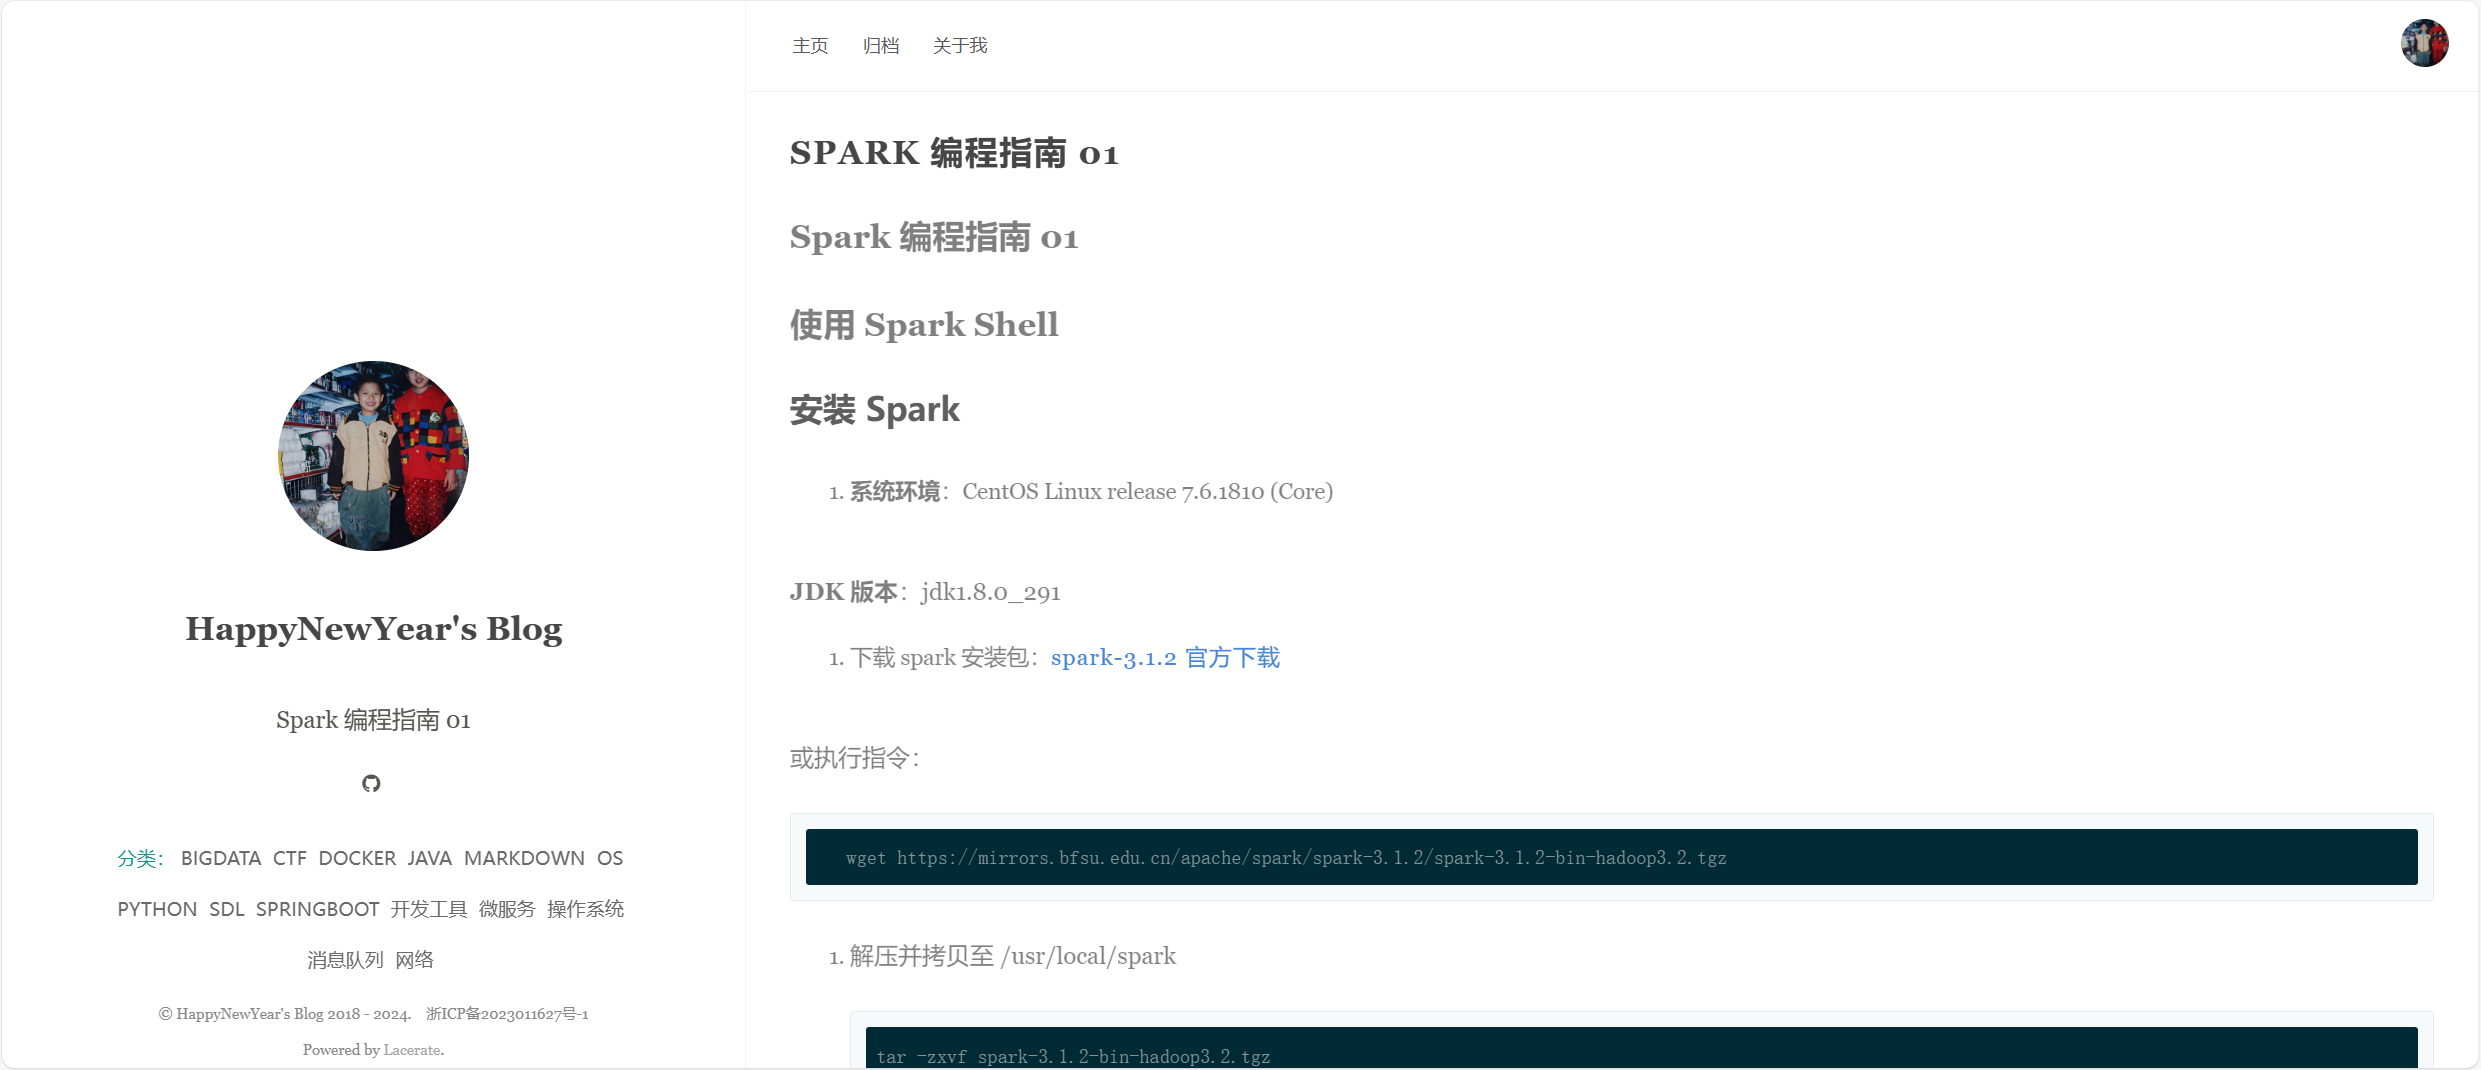 主页 归档 关于我
SPARK 编程指南 01
Spark 编程指南 01
使用 Spark Shell
安装 Spark
1. 系统环境：CentOS Linux release 7.6.1810 (Core)
JDK 版本：jdk1.8.0_291
1. 下载 spark 安装包：spark-3.1.2 官方下载
或执行指令：
wget https://mirrors.bfsu.edu.cn/apache/spark/spark-3.1.2/spark-3.1.2-bin-hadoop3.2.tgz
1. 解压并拷贝至 /usr/local/spark
tar -zxvf spark-3.1.2-bin-hadoop3.2.tgz
HappyNewYear's Blog
Spark 编程指南 01
分类： BIGDATA CTF DOCKER JAVA MARKDOWN OS
PYTHON SDL SPRINGBOOT 开发工具 微服务 操作系统
消息队列 网络
© HappyNewYear's Blog 2018 - 2024. 浙ICP备2023011627号-1
Powered by Lacerate.